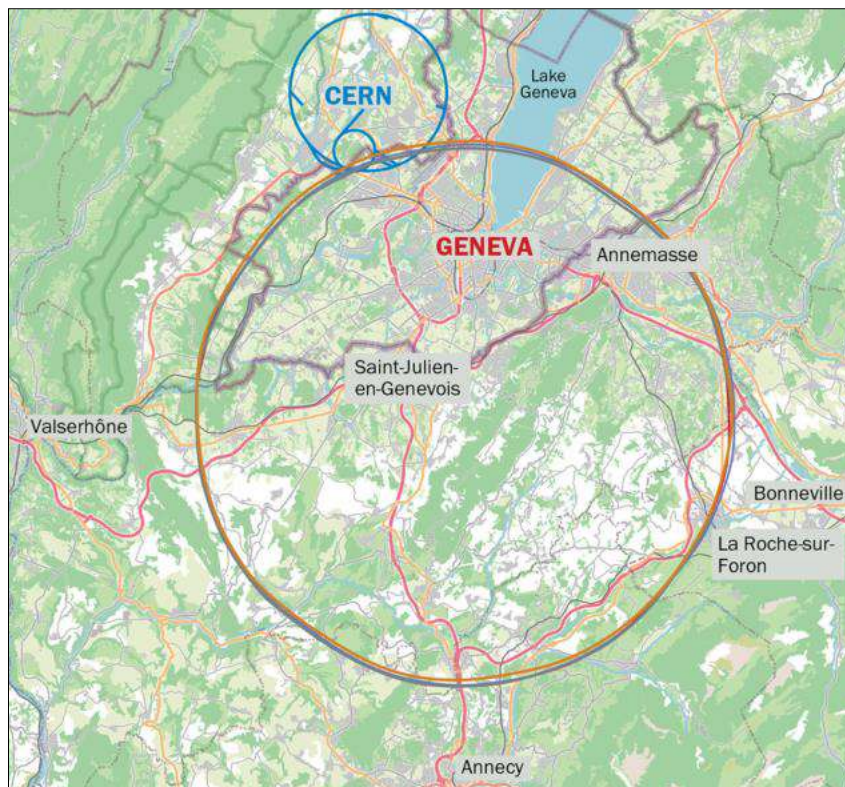 Lake
Geneva
CERN
GENEVA
Annemasse
Saint-Julien-
en-Genevois
Valserhône
Bonneville
La Roche-sur-
Foron
Annecy